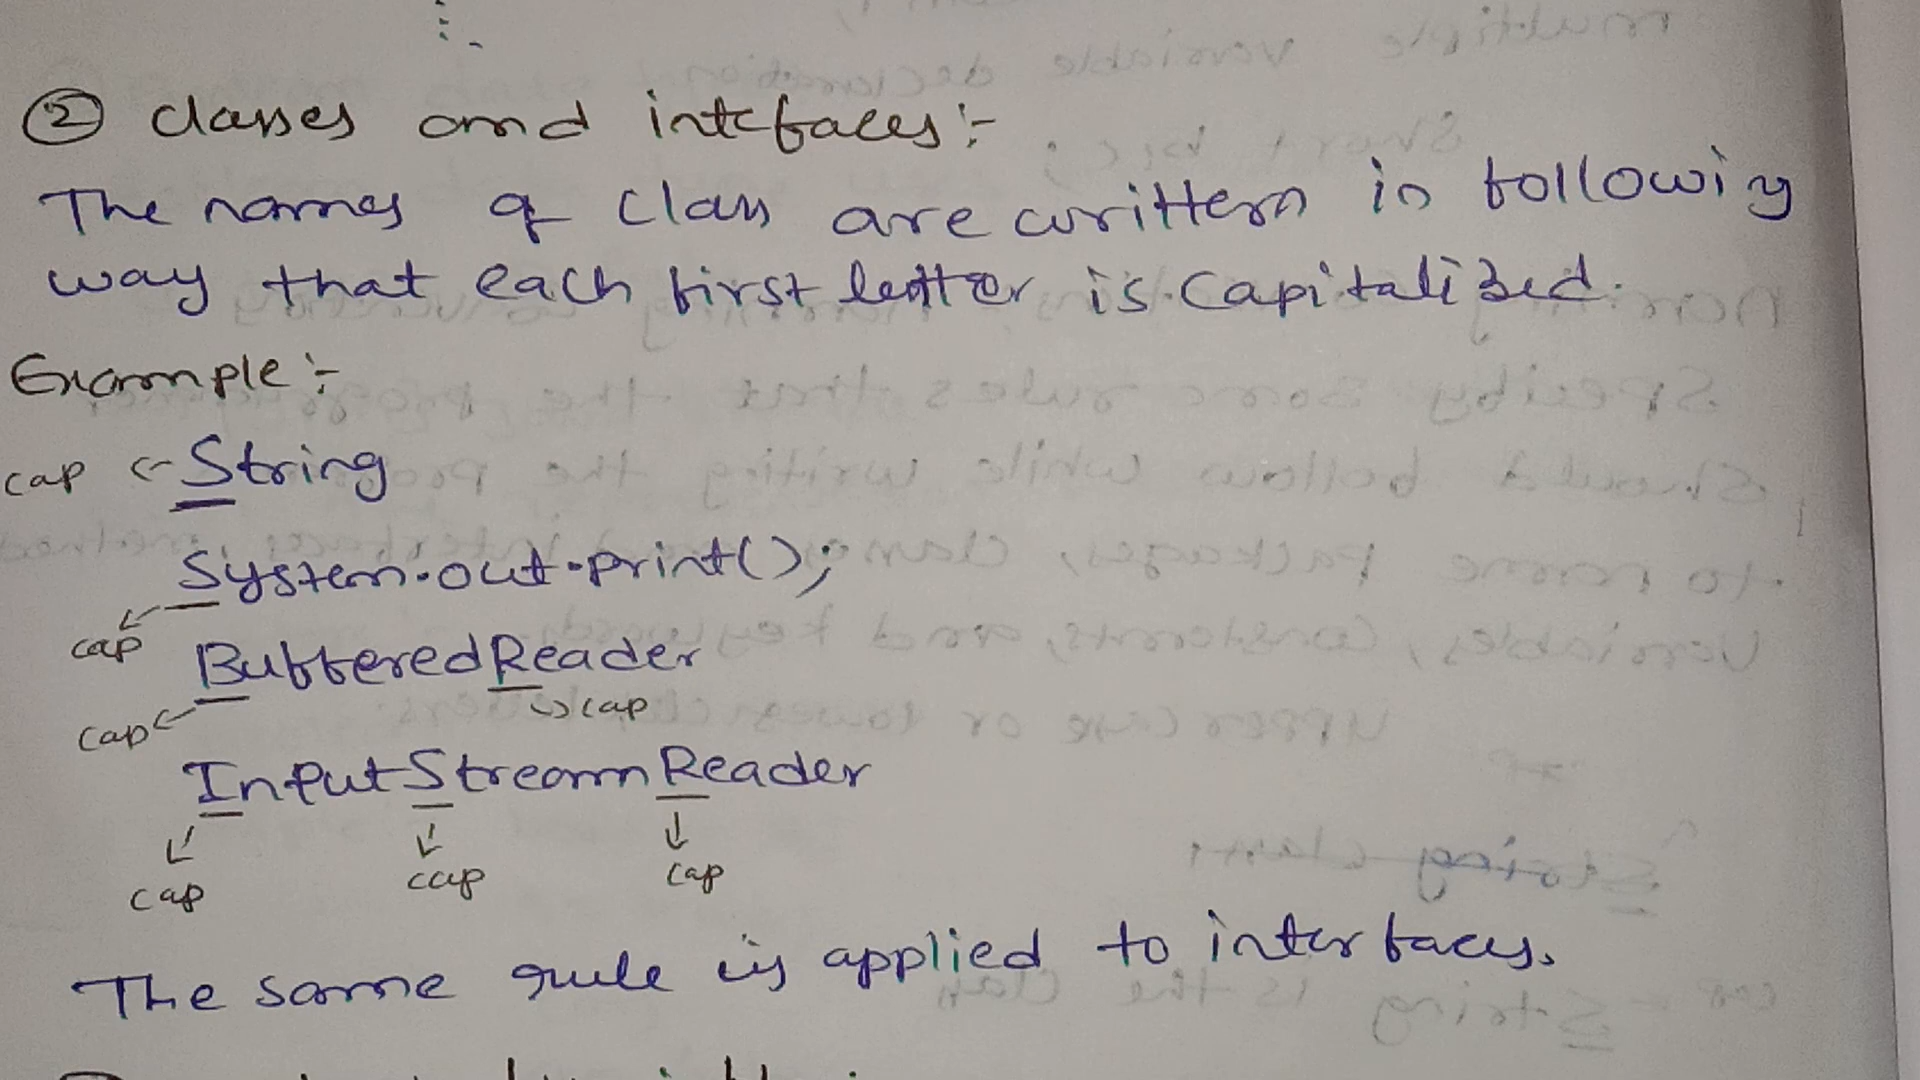 ② classes and intefaces:-
The names of class are written in following
way that each first letter is capitalized.
Example:-
cap ← String
System.out.print();
cap
BufferedReader
cap cap
InputStreamReader
cap cap cap
The same rule is applied to interfaces.